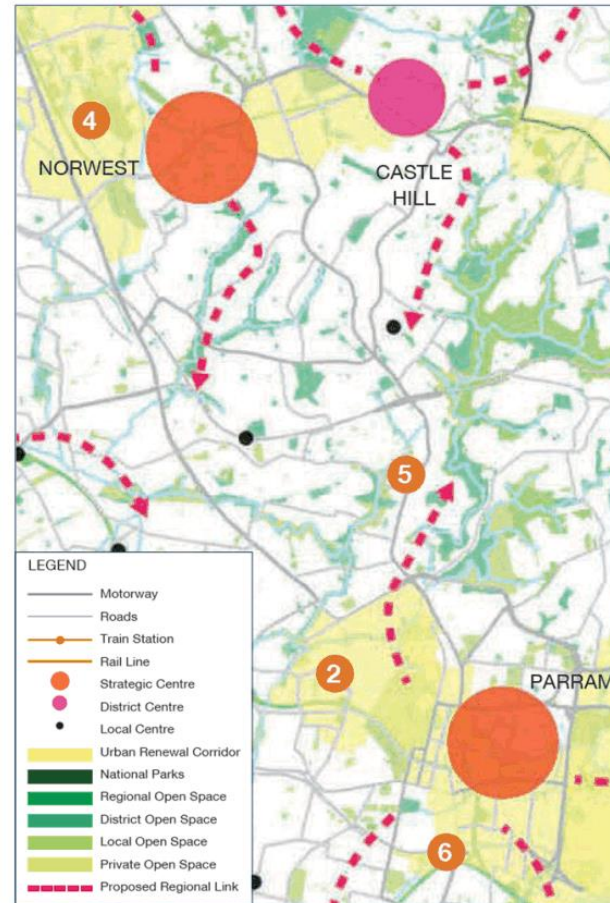 4
NORWEST
CASTLE
HILL
5
2
PARRAM
6
LEGEND
Motorway
Roads
Train Station
Rail Line
Strategic Centre
District Centre
Local Centre
Urban Renewal Corridor
National Parks
Regional Open Space
District Open Space
Local Open Space
Private Open Space
Proposed Regional Link